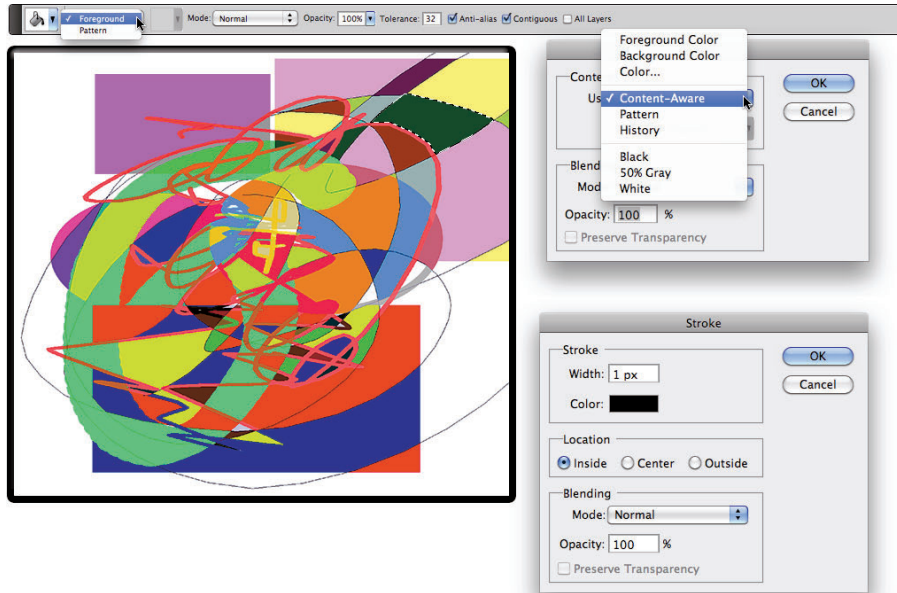 Foreground Mode: Normal Opacity: 100% Tolerance: 32 Anti-alias Contiguous All Layers
Pattern
Foreground Color
Background Color
Color...
OK
Content-Aware
Cancel
Pattern
History
Black
50% Gray
White
Opacity: 100 %
Preserve Transparency
Stroke
Stroke
OK
Width: 1 px
Cancel
Color:
Location
Inside Center Outside
Blending
Mode: Normal
Opacity: 100 %
Preserve Transparency